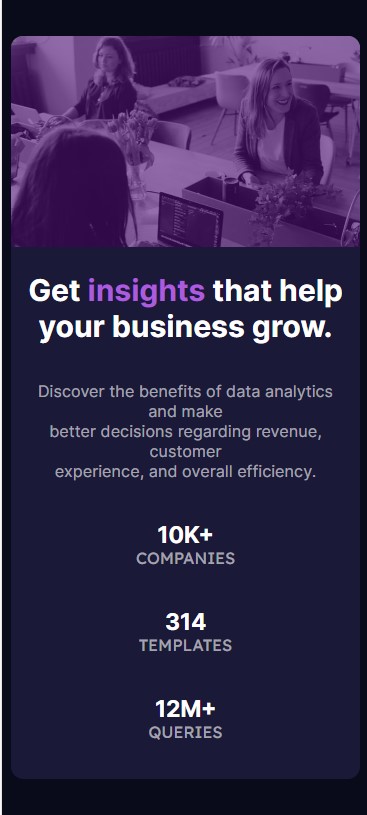 Get insights that help
your business grow.
Discover the benefits of data analytics
and make
better decisions regarding revenue,
customer
experience, and overall efficiency.
10K+
COMPANIES
314
TEMPLATES
12M+
QUERIES